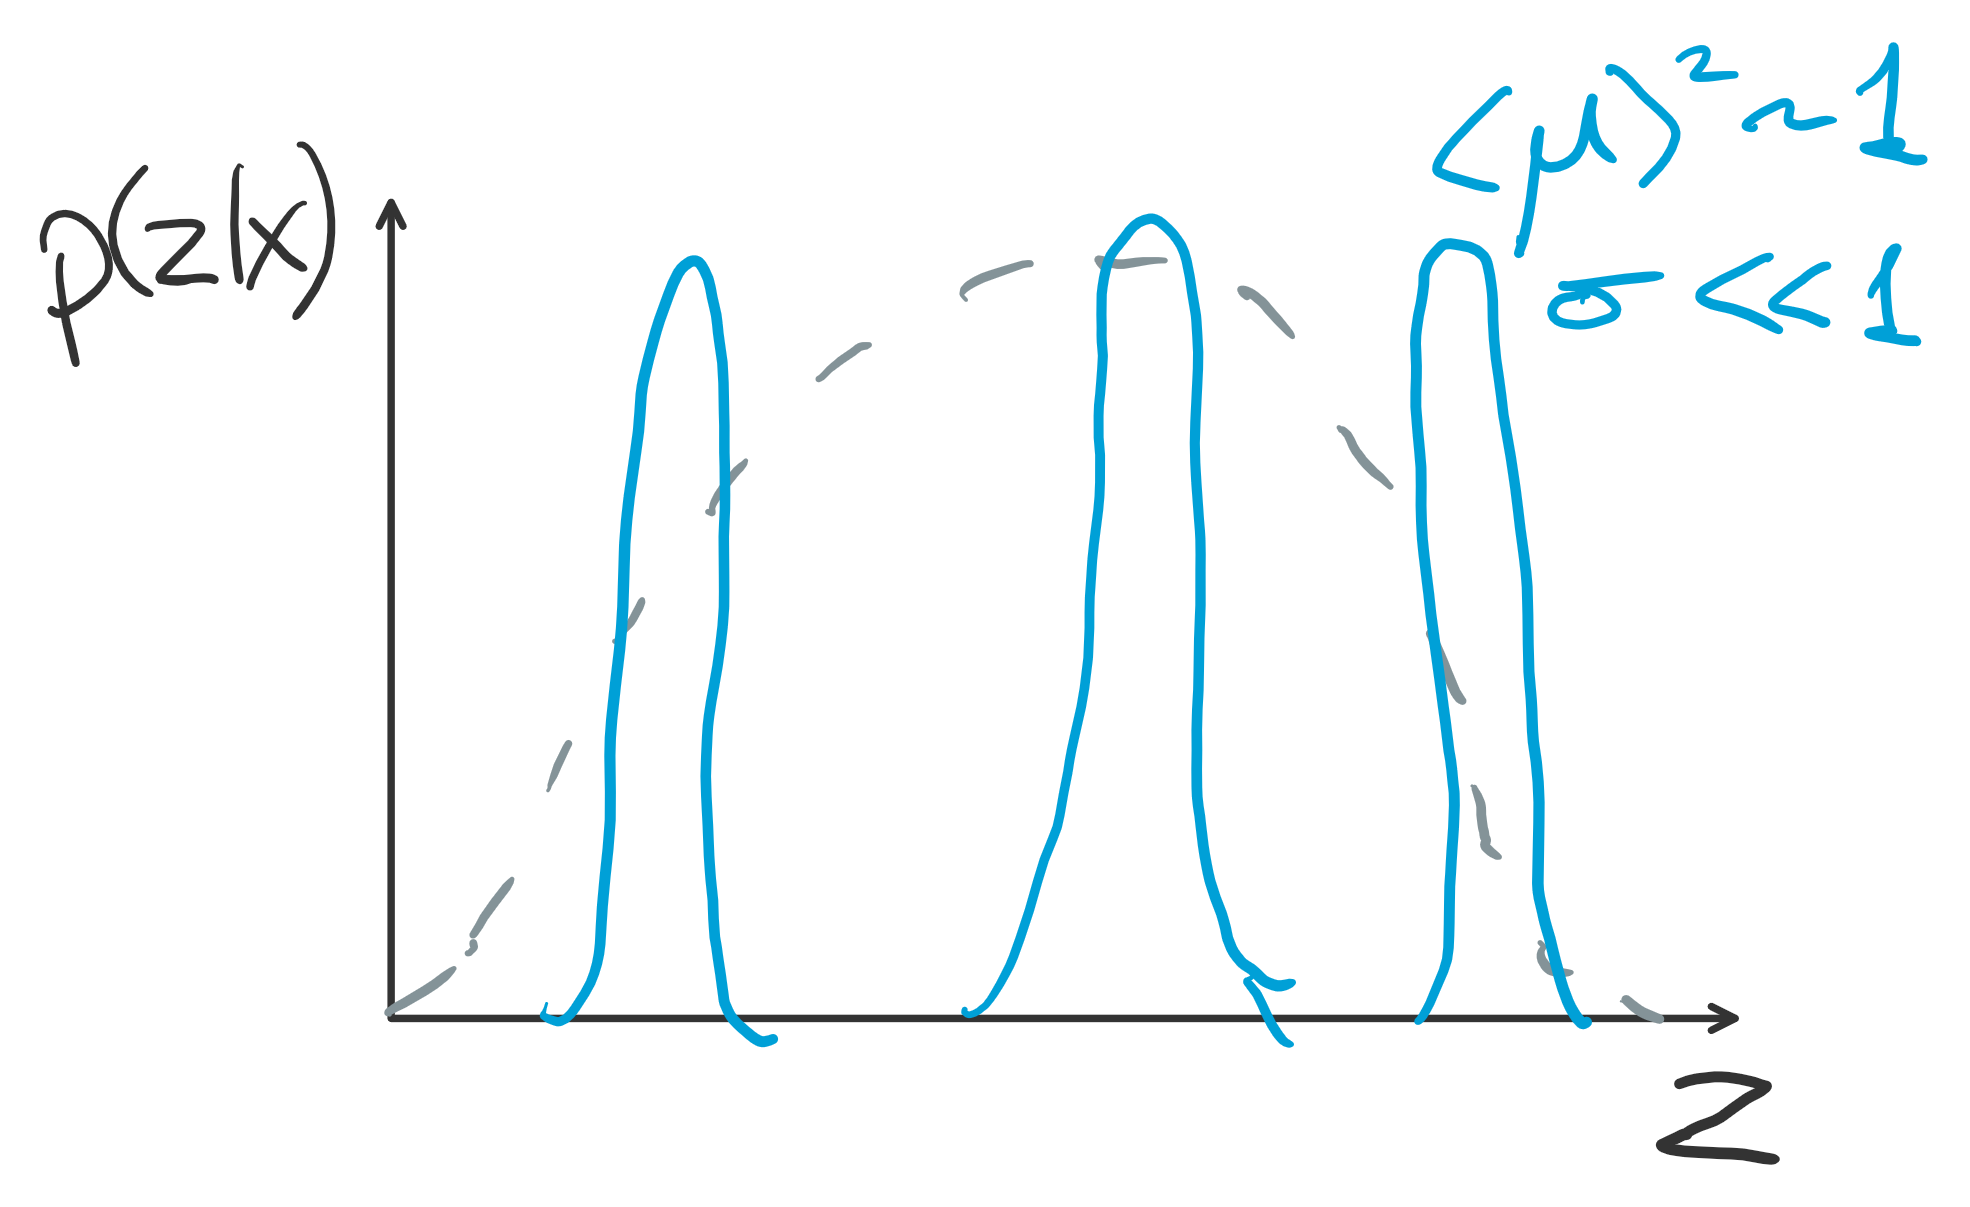 p(z|x)
⟨μ⟩² ~ 1
σ << 1
z